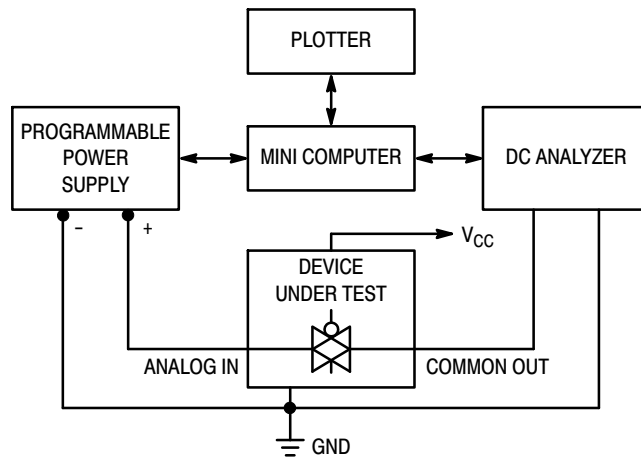 PLOTTER
PROGRAMMABLE
POWER
SUPPLY
MINI COMPUTER
DC ANALYZER
– +
VCC
DEVICE
UNDER TEST
ANALOG IN
COMMON OUT
GND